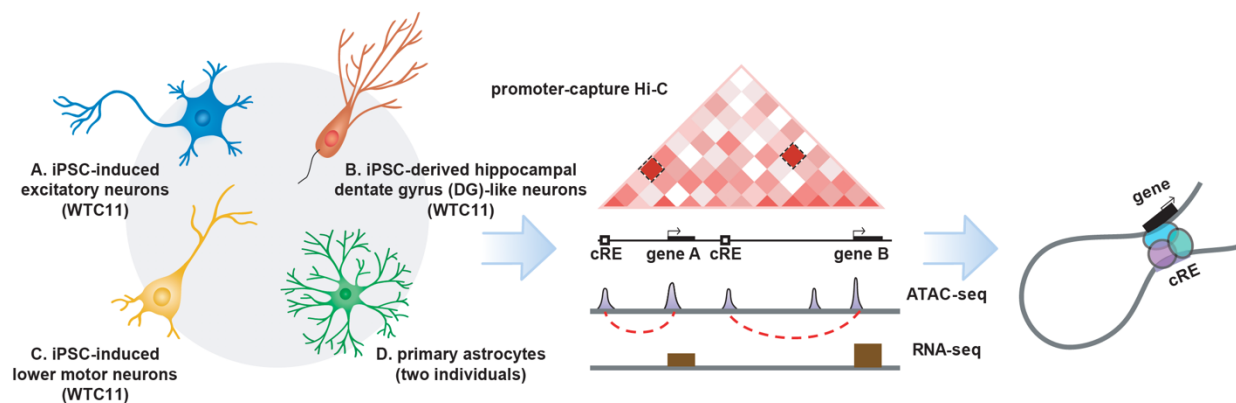 A. iPSC-induced
excitatory neurons
(WTC11)
B. iPSC-derived hippocampal
dentate gyrus (DG)-like neurons
(WTC11)
C. iPSC-induced
lower motor neurons
(WTC11)
D. primary astrocytes
(two individuals)
promoter-capture Hi-C
cRE gene A cRE gene B
ATAC-seq
RNA-seq
gene
cRE